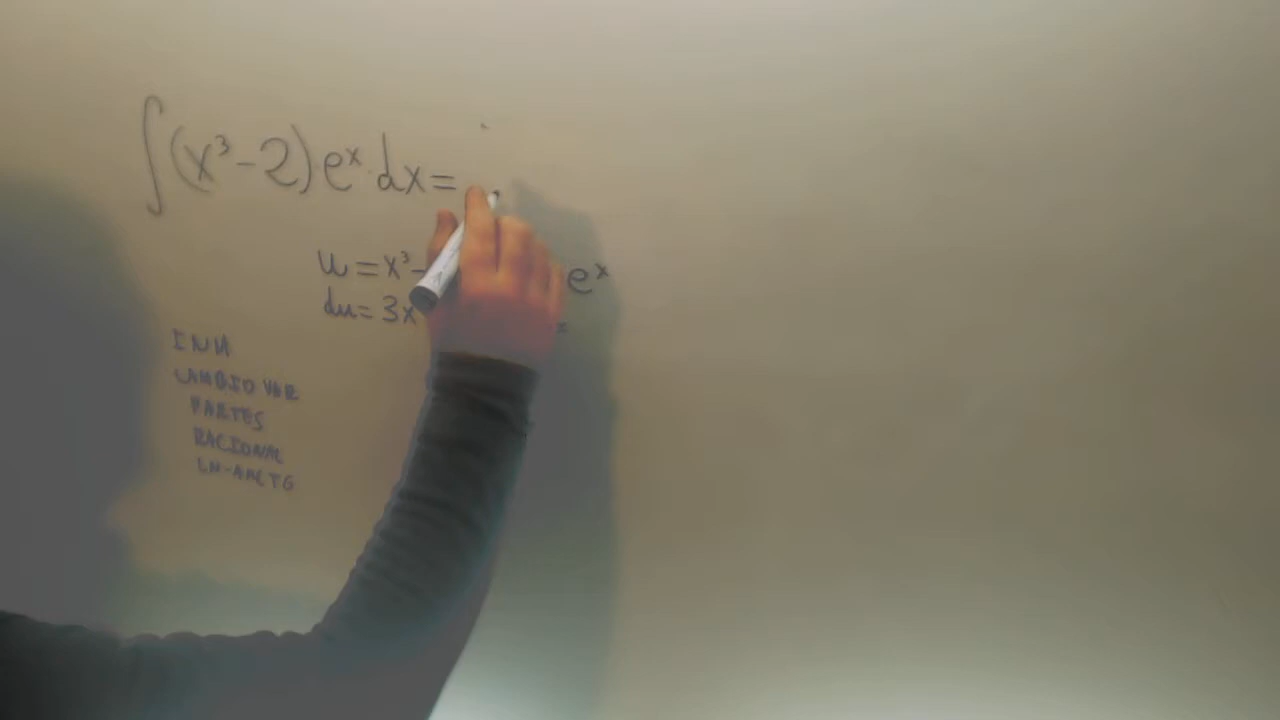 ∫(x³-2)eˣ dx=
u=x³- eˣ
du=3x x
INM
CAMBIO VAR
PARTES
RACIONAL
LN-ARCTG